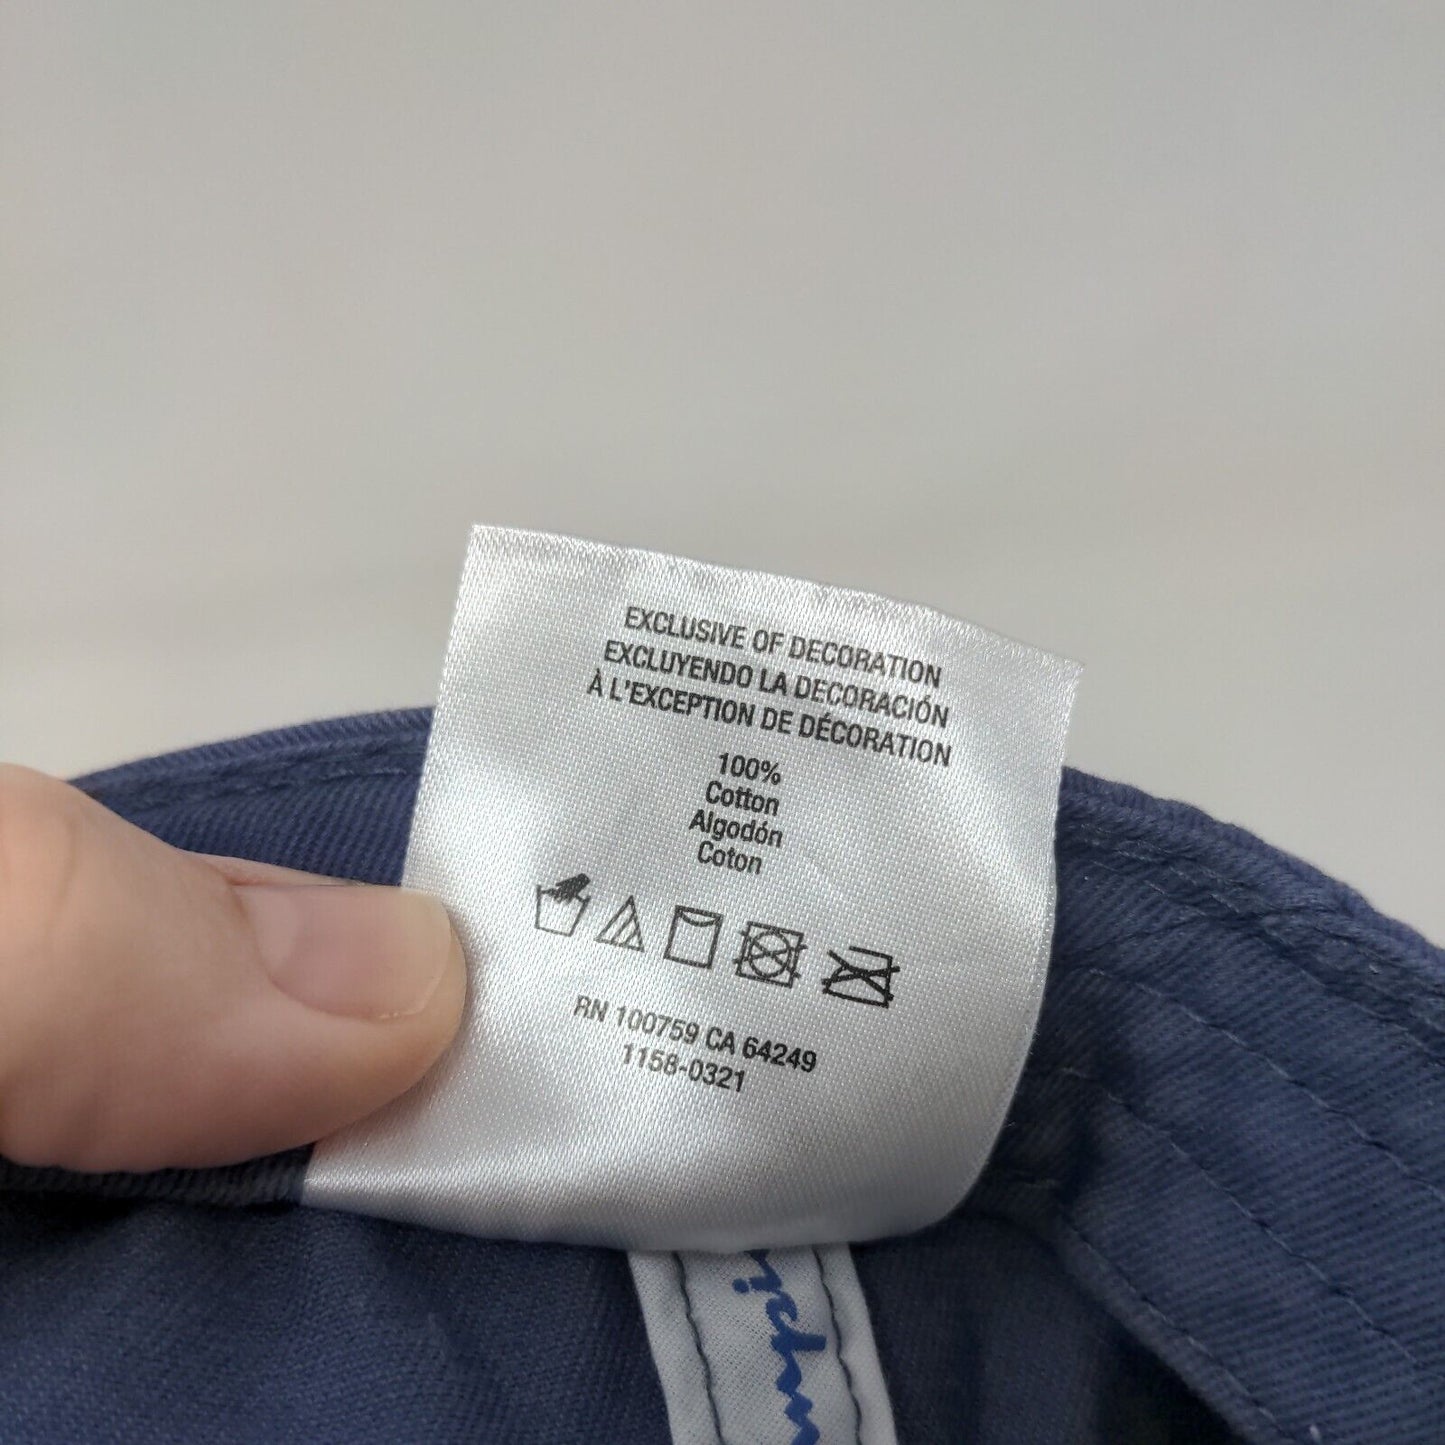 EXCLUSIVE OF DECORATION
EXCLUYENDO LA DECORACIÓN
À L'EXCEPTION DE DÉCORATION
100%
Cotton
Algodón
Coton
RN 100759 CA 64249
1158-0321